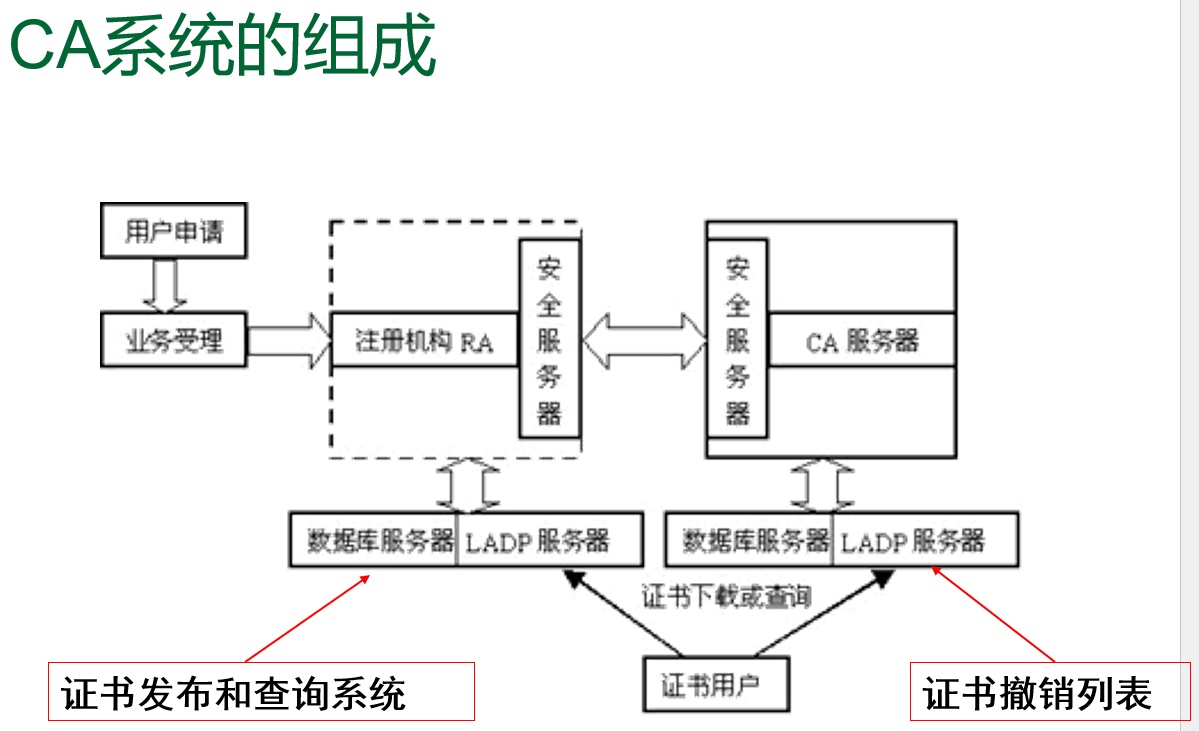 CA系统的组成
用户申请
业务受理
注册机构 RA
安全服务器
安全服务器
CA 服务器
数据库服务器
LADP 服务器
数据库服务器
LADP 服务器
证书下载或查询
证书用户
证书发布和查询系统
证书撤销列表